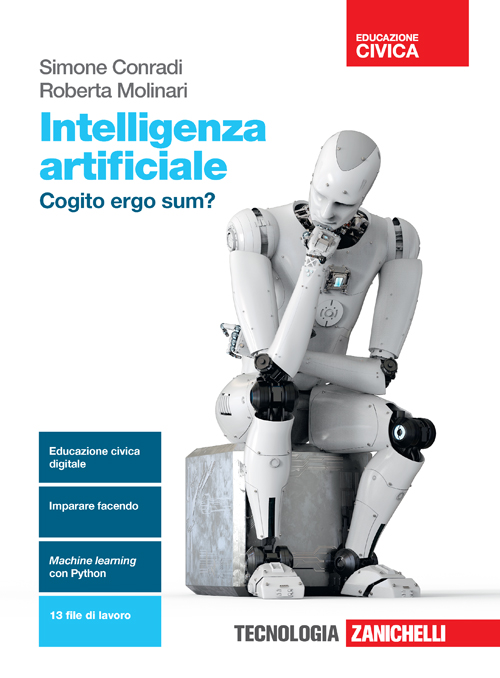 EDUCAZIONE
CIVICA
Simone Conradi
Roberta Molinari
Intelligenza
artificiale
Cogito ergo sum?
Educazione civica
digitale
Imparare facendo
Machine learning
con Python
13 file di lavoro
TECNOLOGIA ZANICHELLI